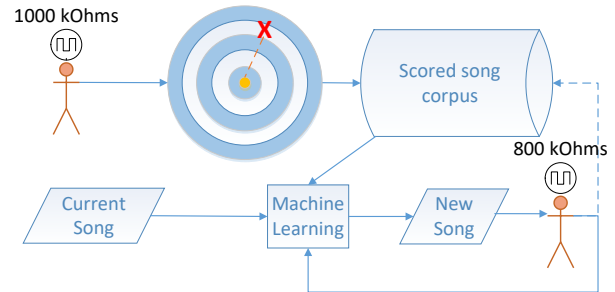 1000 kOhms
X
Scored song
corpus
800 kOhms
Current
Song
Machine
Learning
New
Song